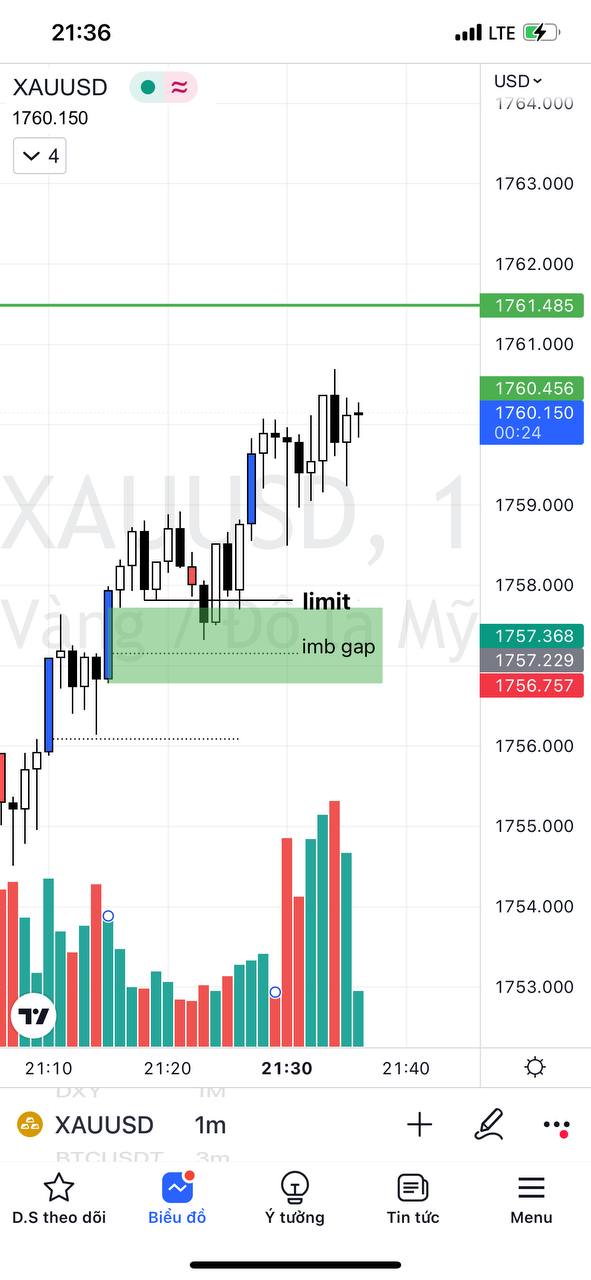 21:36
LTE
XAUUSD
1760.150
4
USD
1764.000
1763.000
1762.000
1761.485
1761.000
1760.456
1760.150
00:24
XAUUSD, 1
1759.000
1758.000
limit
Vàng / Đô la Mỹ
imb gap
1757.368
1757.229
1756.757
1756.000
1755.000
1754.000
1753.000
21:10 21:20 21:30 21:40
DXY 1M
XAUUSD 1m
BTCUSDT 3m
D.S theo dõi Biểu đồ Ý tưởng Tin tức Menu